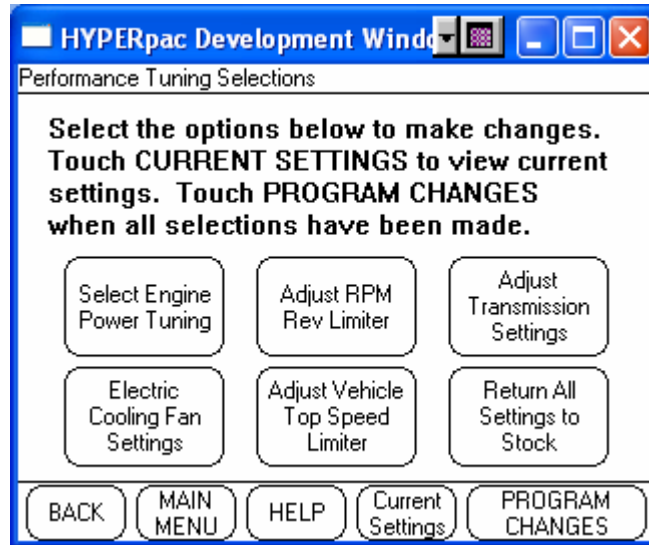 HYPERpac Development Windo
Performance Tuning Selections
Select the options below to make changes.
Touch CURRENT SETTINGS to view current
settings. Touch PROGRAM CHANGES
when all selections have been made.
Select Engine
Power Tuning
Adjust RPM
Rev Limiter
Adjust
Transmission
Settings
Electric
Cooling Fan
Settings
Adjust Vehicle
Top Speed
Limiter
Return All
Settings to
Stock
BACK
MAIN
MENU
HELP
Current
Settings
PROGRAM
CHANGES